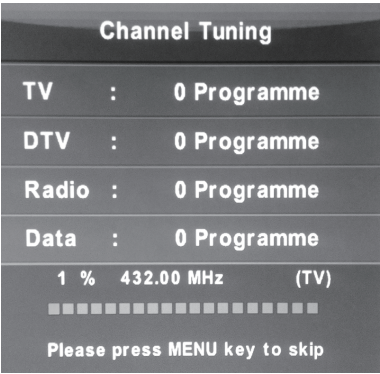 Channel Tuning
TV : 0 Programme
DTV : 0 Programme
Radio : 0 Programme
Data : 0 Programme
1 % 432.00 MHz (TV)
Please press MENU key to skip